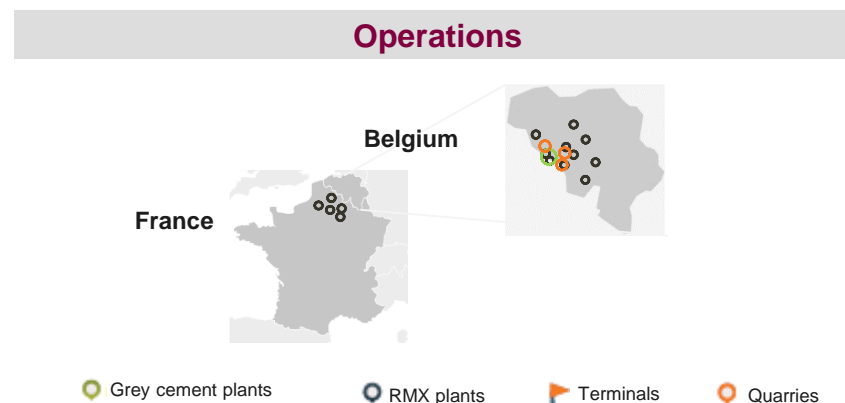 Operations
Belgium
France
Grey cement plants
RMX plants
Terminals
Quarries